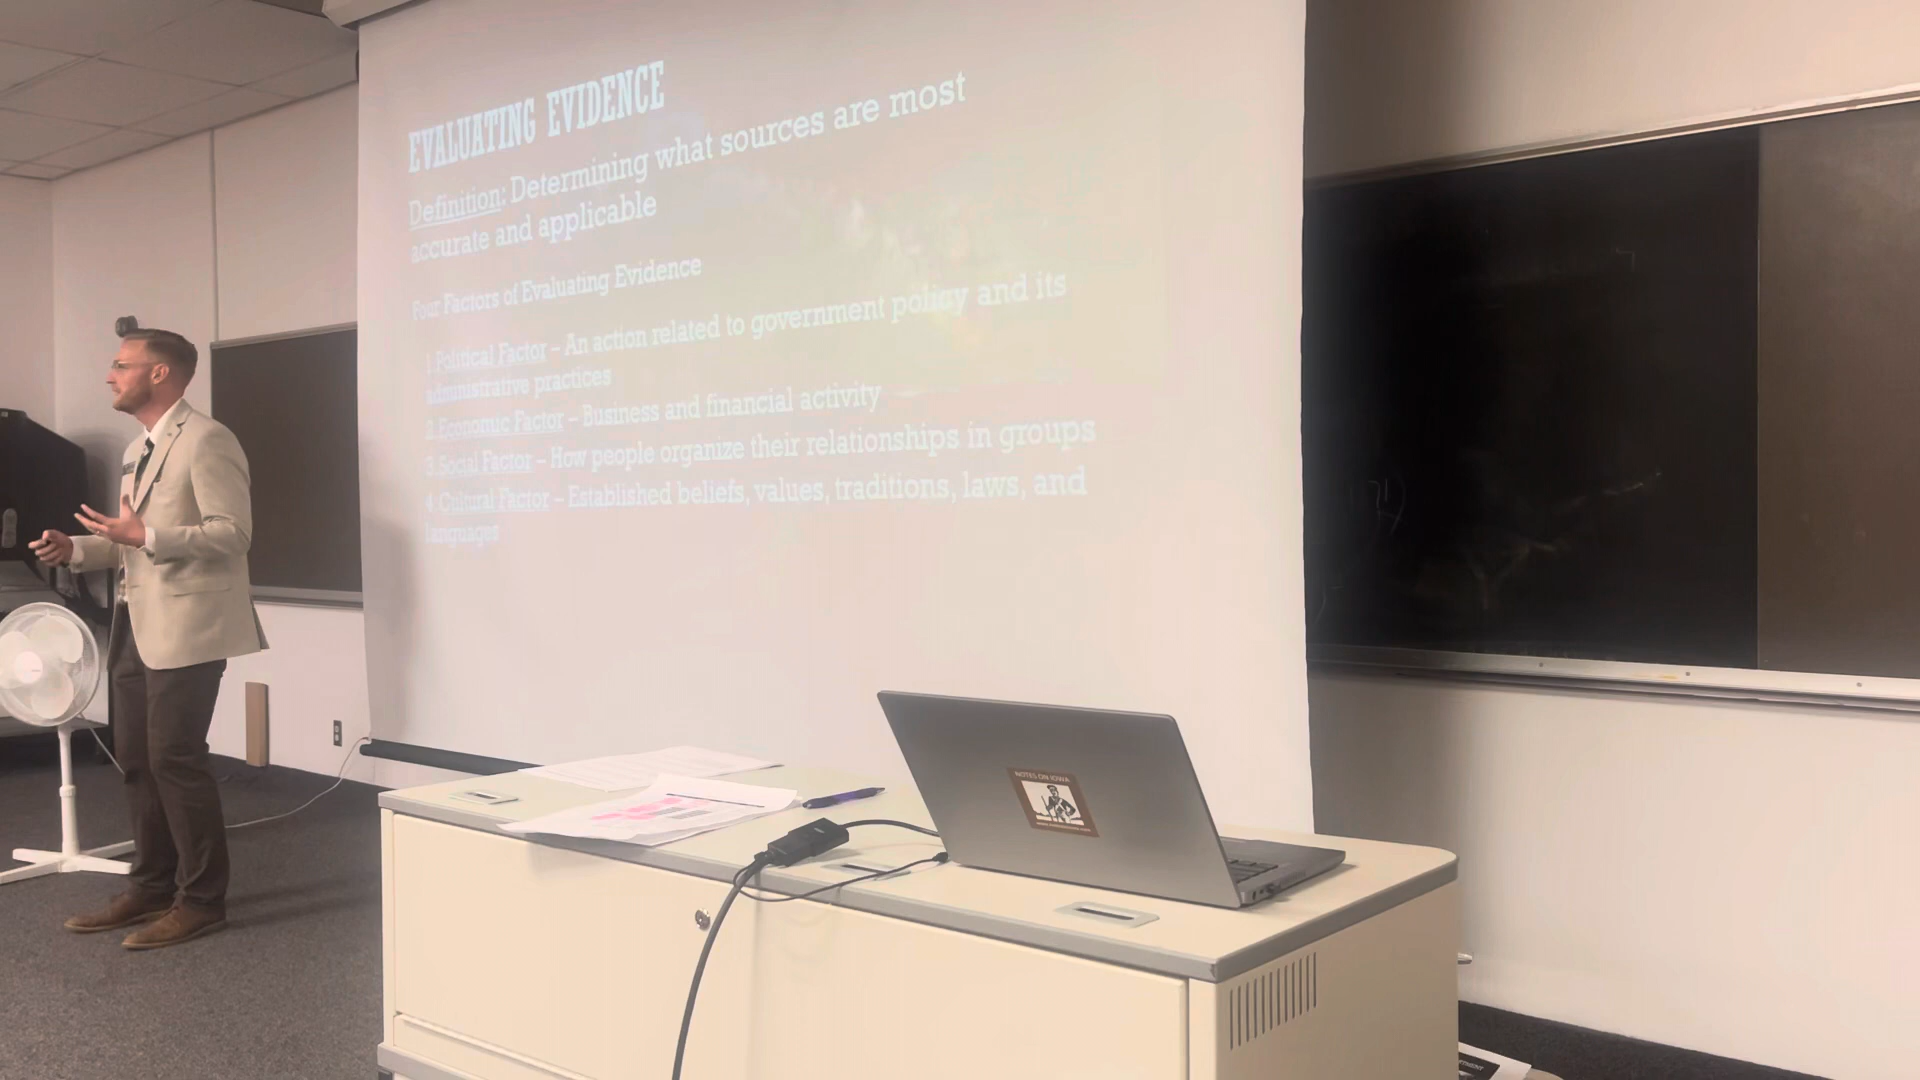 EVALUATING EVIDENCE
Definition: Determining what sources are most
accurate and applicable
Four Factors of Evaluating Evidence
1. Political Factor – An action related to government policy and its
administrative practices
2. Economic Factor – Business and financial activity
3. Social Factor – How people organize their relationships in groups
4. Cultural Factor – Established beliefs, values, traditions, laws, and
languages
NOTES ON IOWA